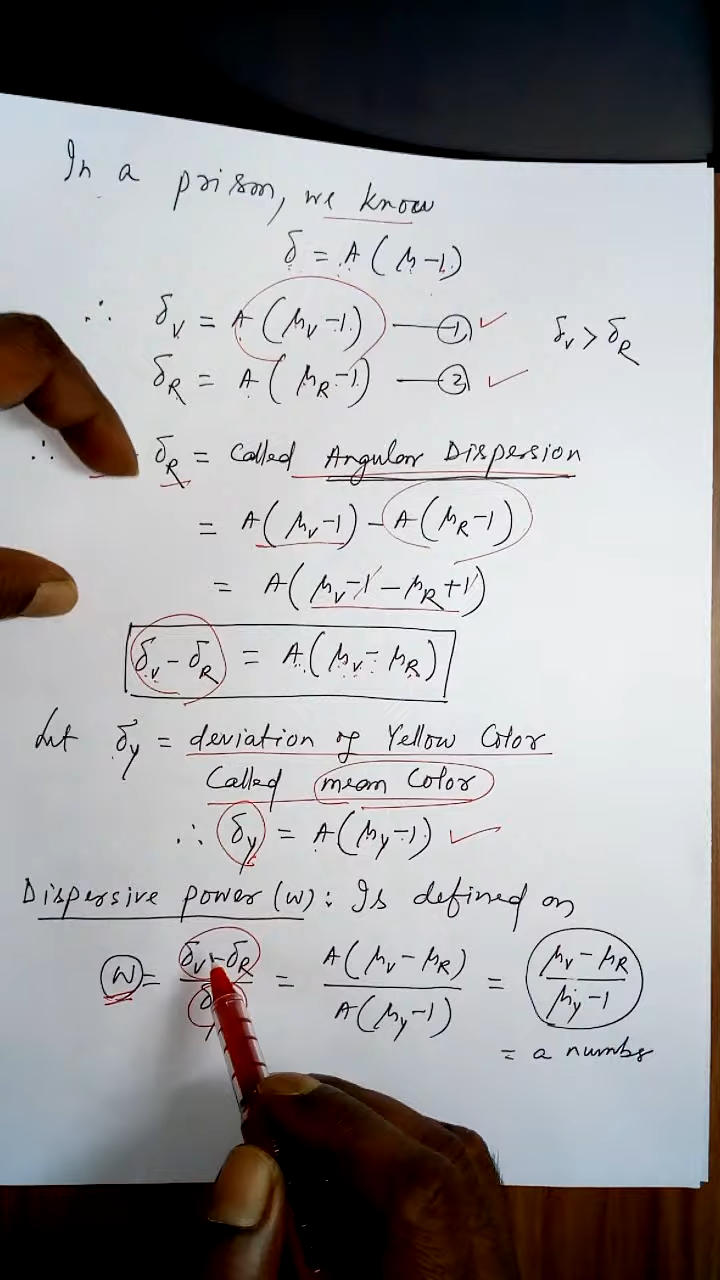 In a prism, we know
δ = A(μ-1)
∴ δv = A(μv-1) —① ✓ δv > δR
δR = A(μR-1) —② ✓
∴ δR = Called Angular Dispersion
= A(μv-1) - A(μR-1)
= A(μv-1-μR+1)
δv - δR = A(μv-μR)
Let δy = deviation of Yellow Color
Called mean Color
∴ δy = A(μy-1) ✓
Dispersive power (w): Is defined as
w = δv-δR / δ = A(μv-μR) / A(μy-1) = μv-μR / μy-1
= a number